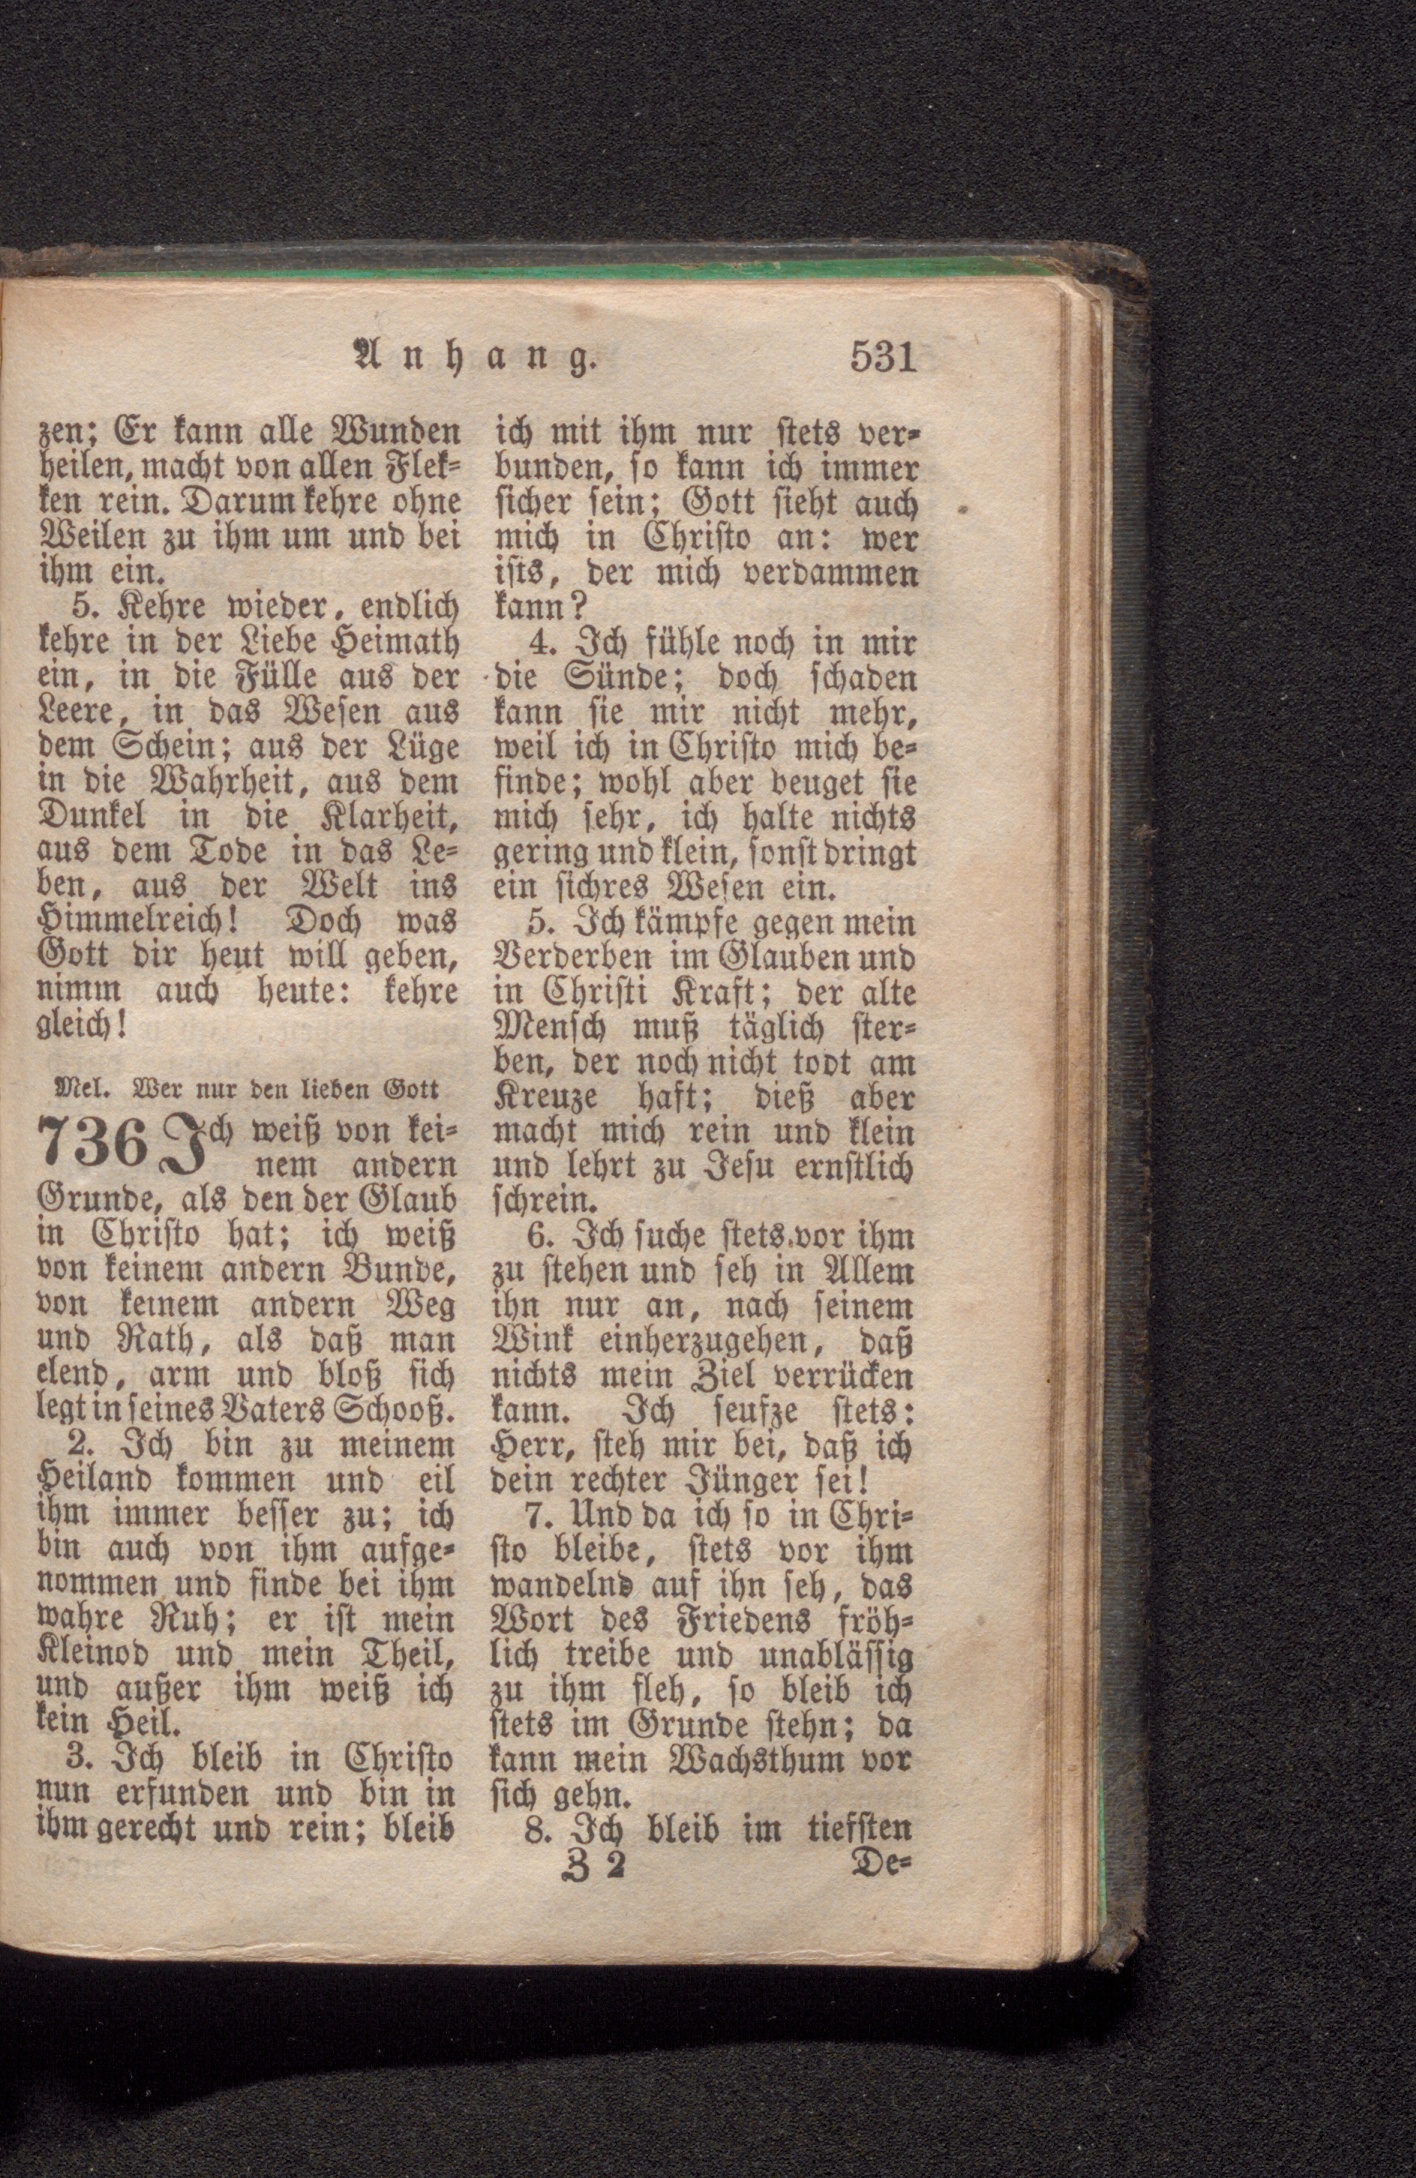 Anhang. 531
zen; Er kann alle Wunden
heilen, macht von allen Flek-
ken rein. Darum kehre ohne
Weilen zu ihm um und bei
ihm ein.
5. Kehre wieder, endlich
kehre in der Liebe Heimath
ein, in die Fülle aus der
Leere, in das Wesen aus
dem Schein; aus der Lüge
in die Wahrheit, aus dem
Dunkel in die Klarheit,
aus dem Tode in das Le-
ben, aus der Welt ins
Himmelreich! Doch was
Gott dir heut will geben,
nimm auch heute: kehre
gleich!
Mel. Wer nur den lieben Gott
736 Ich weiß von kei-
nem andern
Grunde, als den der Glaub
in Christo hat; ich weiß
von keinem andern Bunde,
von keinem andern Weg
und Rath, als daß man
elend, arm und bloß sich
legt in seines Vaters Schooß.
2. Ich bin zu meinem
Heiland kommen und eil
ihm immer besser zu; ich
bin auch von ihm aufge-
nommen und finde bei ihm
wahre Ruh; er ist mein
Kleinod und mein Theil,
und außer ihm weiß ich
kein Heil.
3. Ich bleib in Christo
nun erfunden und bin in
ihm gerecht und rein; bleib
ich mit ihm nur stets ver-
bunden, so kann ich immer
sicher sein; Gott sieht auch
mich in Christo an: wer
ists, der mich verdammen
kann?
4. Ich fühle noch in mir
die Sünde; doch schaden
kann sie mir nicht mehr,
weil ich in Christo mich be-
finde; wohl aber beuget sie
mich sehr, ich halte nichts
gering und klein, sonst dringt
ein sichres Wesen ein.
5. Ich kämpfe gegen mein
Verderben im Glauben und
in Christi Kraft; der alte
Mensch muß täglich ster-
ben, der noch nicht todt am
Kreuze haft; dieß aber
macht mich rein und klein
und lehrt zu Jesu ernstlich
schrein.
6. Ich suche stets vor ihm
zu stehen und seh in Allem
ihn nur an, nach seinem
Wink einherzugehen, daß
nichts mein Ziel verrücken
kann. Ich seufze stets:
Herr, steh mir bei, daß ich
dein rechter Jünger sei!
7. Und da ich so in Chri-
sto bleibe, stets vor ihm
wandelnd auf ihn seh, das
Wort des Friedens fröh-
lich treibe und unablässig
zu ihm fleh, so bleib ich
stets im Grunde stehn; da
kann mein Wachsthum vor
sich gehn.
8. Ich bleib im tiefsten
Z 2 De-